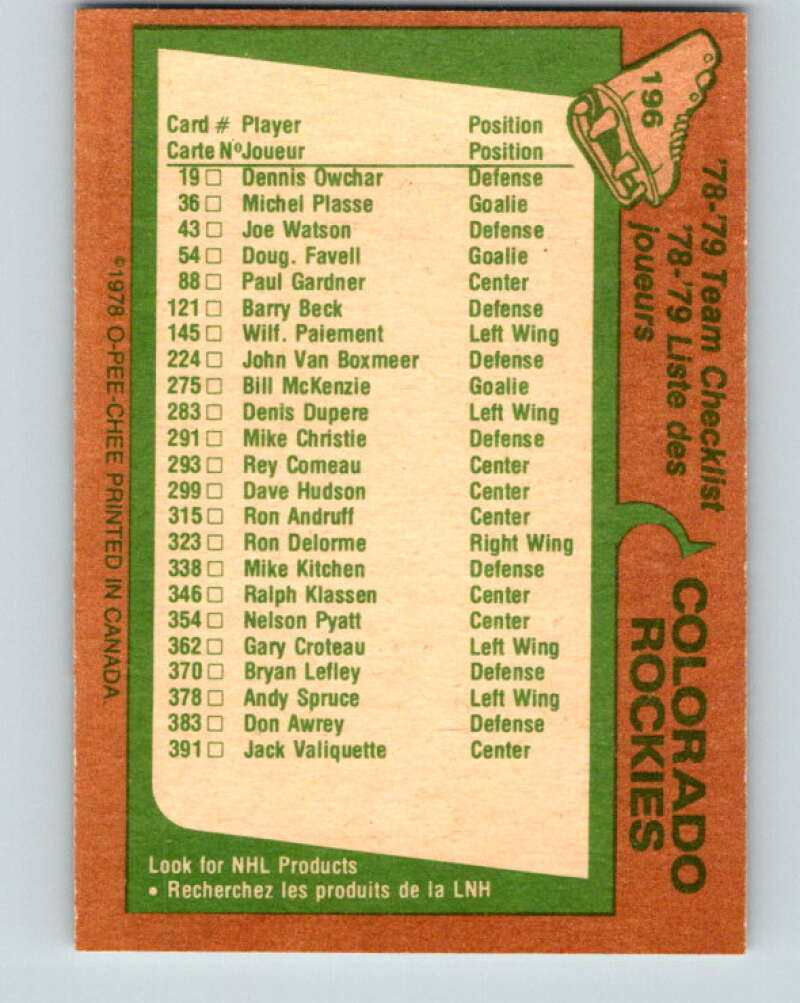 196
'78-'79 Team Checklist
'78-'79 Liste des
joueurs
COLORADO
ROCKIES
Card # Player Position
Carte Nº Joueur Position
19 □ Dennis Owchar Defense
36 □ Michel Plasse Goalie
43 □ Joe Watson Defense
54 □ Doug. Favell Goalie
88 □ Paul Gardner Center
121 □ Barry Beck Defense
145 □ Wilf. Paiement Left Wing
224 □ John Van Boxmeer Defense
275 □ Bill McKenzie Goalie
283 □ Denis Dupere Left Wing
291 □ Mike Christie Defense
293 □ Rey Comeau Center
299 □ Dave Hudson Center
315 □ Ron Andruff Center
323 □ Ron Delorme Right Wing
338 □ Mike Kitchen Defense
346 □ Ralph Klassen Center
354 □ Nelson Pyatt Center
362 □ Gary Croteau Left Wing
370 □ Bryan Lefley Defense
378 □ Andy Spruce Left Wing
383 □ Don Awrey Defense
391 □ Jack Valiquette Center
Look for NHL Products
• Recherchez les produits de la LNH
©1978 O-PEE-CHEE PRINTED IN CANADA.